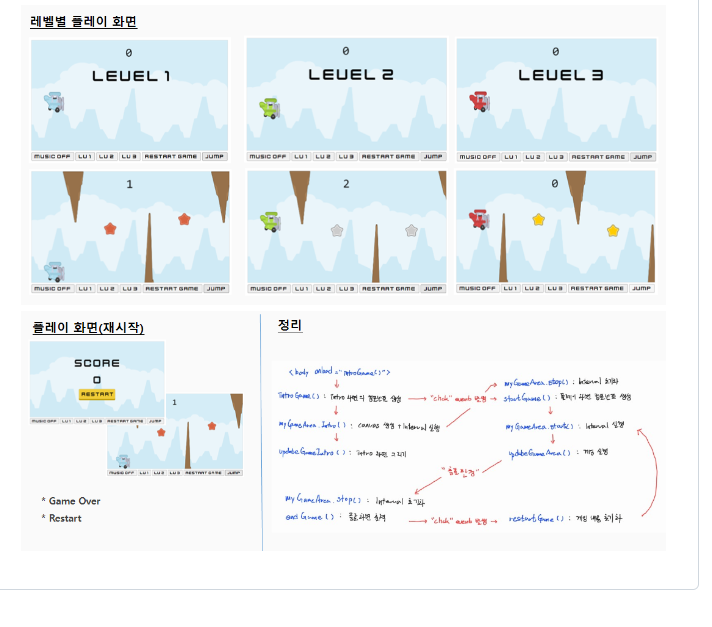 레벨별 플레이 화면
0
LEVEL 1
MUSIC OFF LV 1 LV 2 LV 3 RESTART GAME JUMP
0
LEVEL 2
MUSIC OFF LV 1 LV 2 LV 3 RESTART GAME JUMP
0
LEVEL 3
MUSIC OFF LV 1 LV 2 LV 3 RESTART GAME JUMP
1
MUSIC OFF LV 1 LV 2 LV 3 RESTART GAME JUMP
2
MUSIC OFF LV 1 LV 2 LV 3 RESTART GAME JUMP
0
MUSIC OFF LV 1 LV 2 LV 3 RESTART GAME JUMP
플레이 화면(재시작)
SCORE
0
RESTART
MUSIC OFF LV 1 LV 2 LV 3 RESTART GAME JUMP
1
MUSIC OFF LV 1 LV 2 LV 3 RESTART GAME JUMP
* Game Over
* Restart
정리
<body onload="introGame()">
IntroGame() : Intro 화면의 컴포넌트 생성
myGameArea.Intro() : canvas 생성 + Interval 실행
updateGameIntro() : Intro 화면 그리기
"click" event 발생
myGameArea.stop() : Interval 초기화
startGame() : 플레이 화면 컴포넌트 생성
myGameArea.start() : Interval 실행
updateGameArea() : 게임 실행
"충돌 판정"
myGameArea.stop() : Interval 초기화
endGame() : 종료화면 출력
"click" event 발생
restartGame() : 게임 내용 초기화